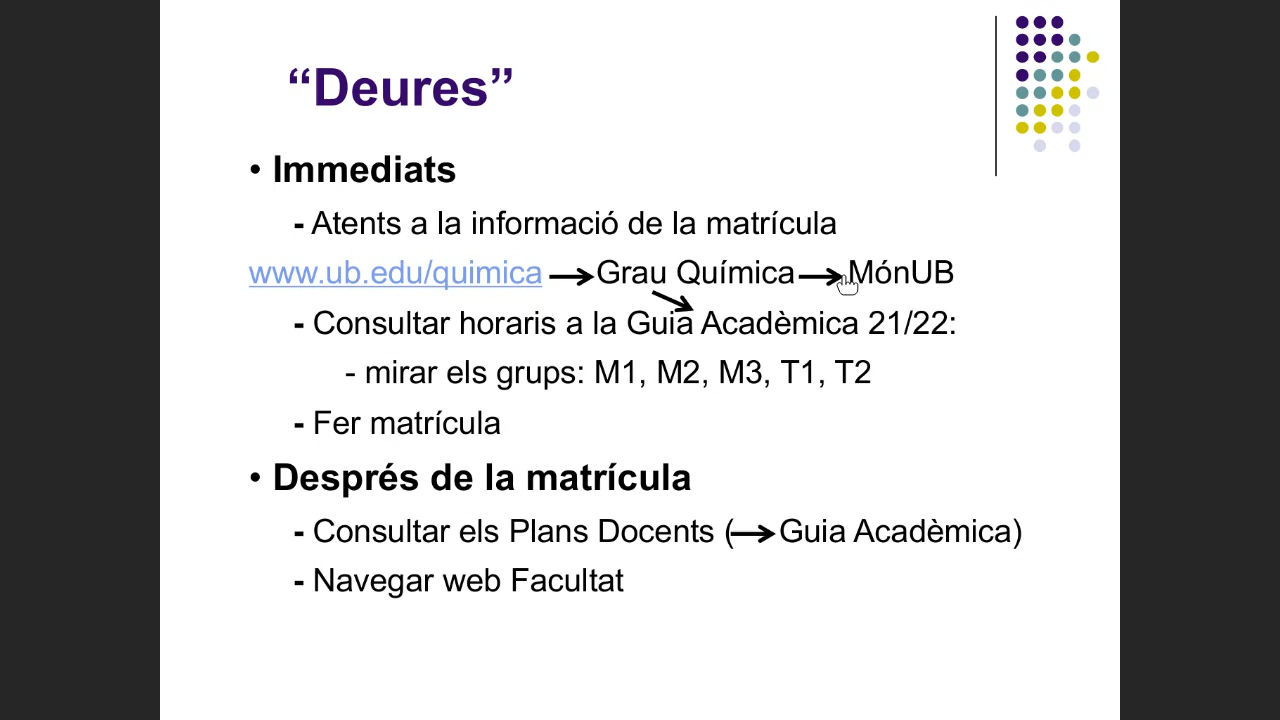 “Deures”
• Immediats
- Atents a la informació de la matrícula
www.ub.edu/quimica → Grau Química → MónUB
- Consultar horaris a la Guia Acadèmica 21/22:
- mirar els grups: M1, M2, M3, T1, T2
- Fer matrícula
• Després de la matrícula
- Consultar els Plans Docents (→ Guia Acadèmica)
- Navegar web Facultat